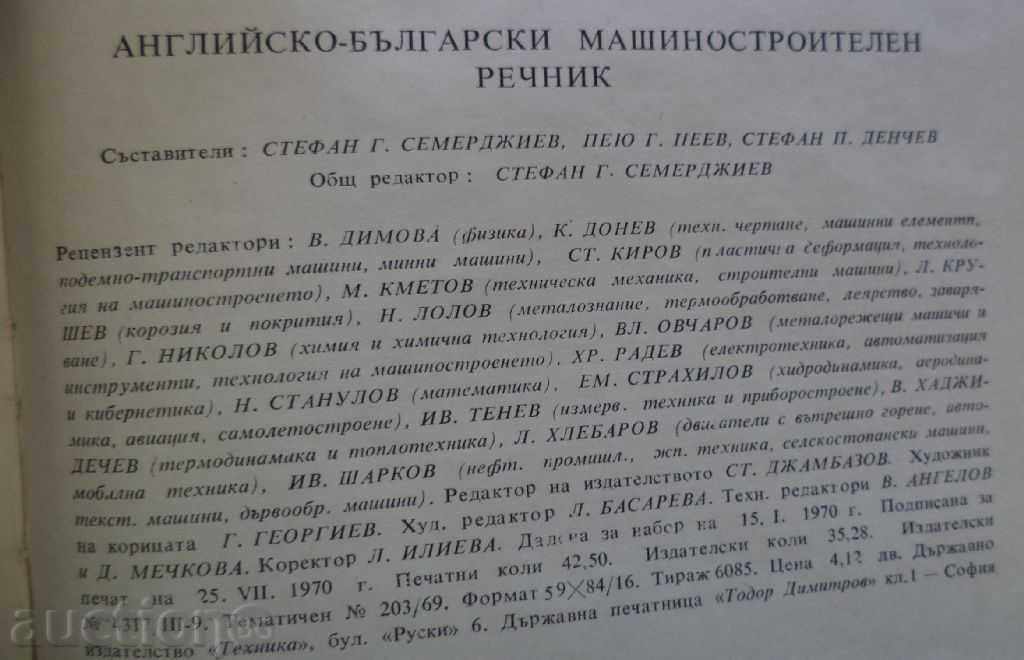 АНГЛИЙСКО-БЪЛГАРСКИ МАШИНОСТРОИТЕЛЕН
РЕЧНИК
Съставители: СТЕФАН Г. СЕМЕРДЖИЕВ, ПЕЮ Г. ПЕЕВ, СТЕФАН П. ДЕНЧЕВ
Общ редактор: СТЕФАН Г. СЕМЕРДЖИЕВ
Рецензент редактори: В. ДИМОВА (физика), К. ДОНЕВ (техн. чертане, машинни елементи,
подемно-транспортни машини, минни машини), СТ. КИРОВ (пластична деформация, техноло-
гия на машиностроенето), М. КМЕТОВ (техническа механика, строителни машини), Л. КРУ-
ШЕВ (корозия и покрития), Н. ЛОЛОВ (металознание, термообработване, леярство, заваря-
ване), Г. НИКОЛОВ (химия и химична технология), ВЛ. ОВЧАРОВ (металорежещи машини и
инструменти, технология на машиностроенето), ХР. РАДЕВ (електротехника, автоматизация
и кибернетика), Н. СТАНУЛОВ (математика), ЕМ. СТРАХИЛОВ (хидродинамика, аеродина-
мика, авиация, самолетостроене), ИВ. ТЕНЕВ (измерв. техника и приборостроене), В. ХАДЖИ-
ДЕЧЕВ (термодинамика и топлотехника), Л. ХЛЕБАРОВ (двигатели с вътрешно горене, авто-
мобилна техника), ИВ. ШАРКОВ (нефт. промишл., жп. техника, селскостопански машини,
текст. машини, дървообр. машини). Редактор на издателството СТ. ДЖАМБАЗОВ. Художник
на корицата Г. ГЕОРГИЕВ. Худ. редактор Л. БАСАРЕВА. Техн. редактори В. АНГЕЛОВ
и Д. МЕЧКОВА. Коректор Л. ИЛИЕВА. Дадена за набор на 15. I. 1970 г. Подписана за
печат на 25. VII. 1970 г. Печатни коли 42,50. Издателски коли 35,28. Издателски
№ III-9. Тематичен № 203/69. Формат 59×84/16. Тираж 6085. Цена 4,12 лв. Държавно
издателство «Техника», бул. «Руски» 6. Държавна печатница «Тодор Димитров» кл. 1 — София